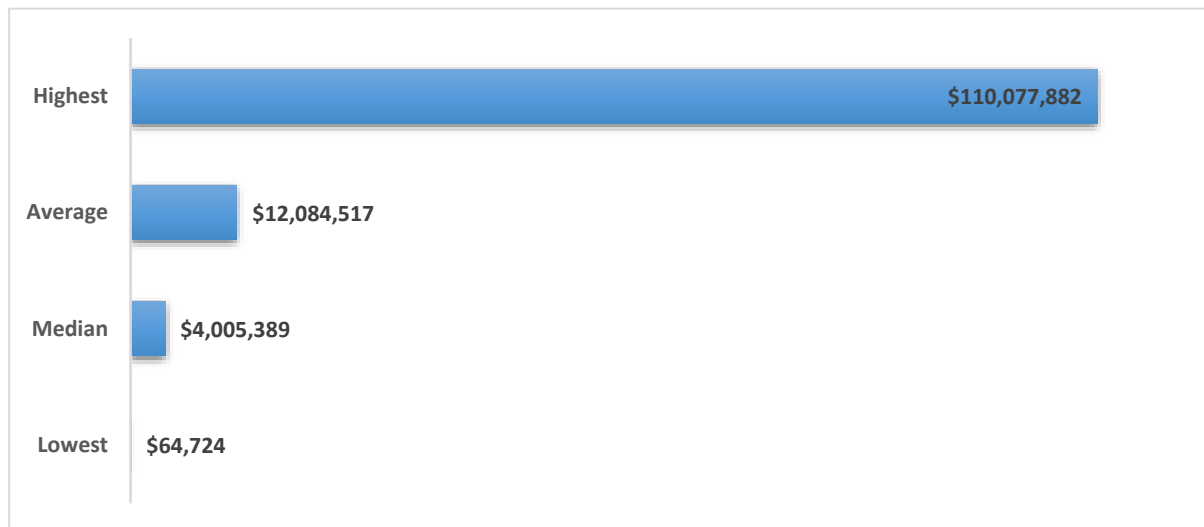 Highest $110,077,882
Average $12,084,517
Median $4,005,389
Lowest $64,724